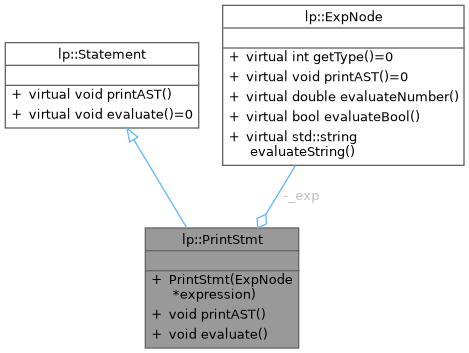 lp::ExpNode
+ virtual int getType()=0
+ virtual void printAST()=0
+ virtual double evaluateNumber()
+ virtual bool evaluateBool()
+ virtual std::string
evaluateString()
lp::Statement
+ virtual void printAST()
+ virtual void evaluate()=0
-_exp
lp::PrintStmt
+ PrintStmt(ExpNode
*expression)
+ void printAST()
+ void evaluate()